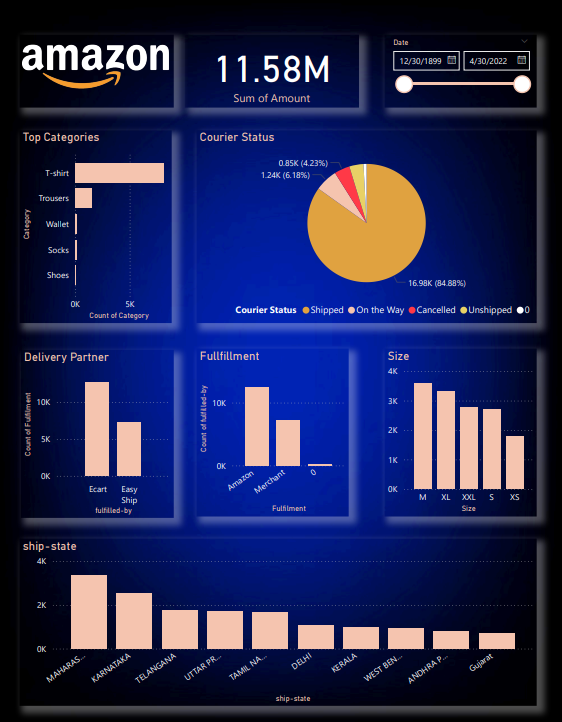 amazon
11.58M
Sum of Amount
Date
12/30/1899
4/30/2022
Top Categories
Category
T-shirt
Trousers
Wallet
Socks
Shoes
0K 5K
Count of Category
Courier Status
0.85K (4.23%)
1.24K (6.18%)
16.98K (84.88%)
Courier Status Shipped On the Way Cancelled Unshipped 0
Delivery Partner
Count of Fulfilment
10K
5K
0K
Ecart Easy
Ship
fulfilled-by
Fullfillment
Count of fulfilled-by
10K
0K
Amazon Merchant 0
Fulfilment
Size
4K
3K
2K
1K
0K
M XL XXL S XS
Size
ship-state
4K
2K
0K
MAHARAS... KARNATAKA TELANGANA UTTAR PR... TAMIL NA... DELHI KERALA WEST BEN... ANDHRA P... Gujarat
ship-state